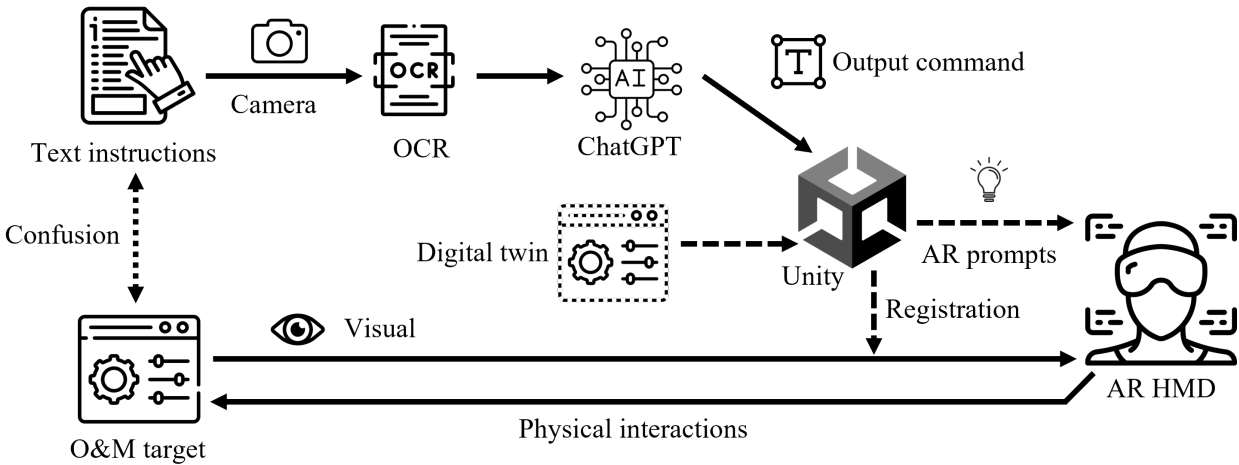 OCR
AI
T
Output command
Camera
Text instructions
OCR
ChatGPT
Confusion
Digital twin
Unity
AR prompts
Registration
Visual
AR HMD
Physical interactions
O&M target